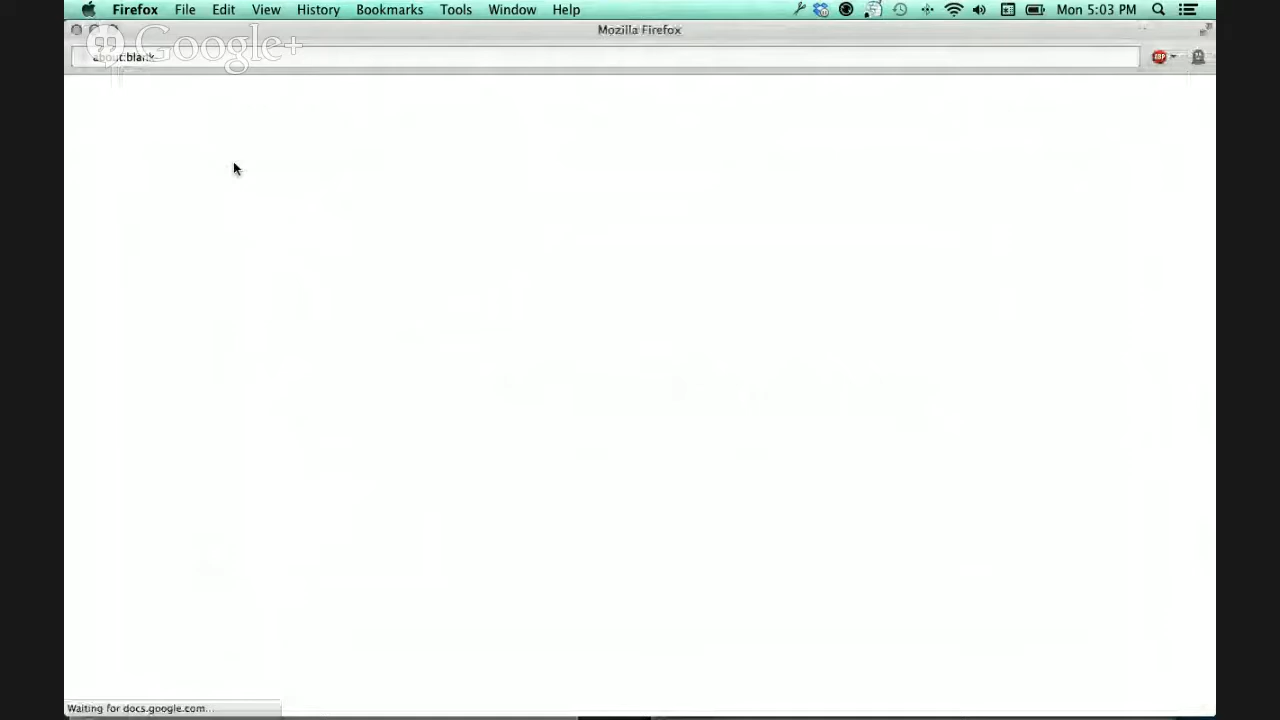 Firefox File Edit View History Bookmarks Tools Window Help Mon 5:03 PM
Mozilla Firefox
Google+
about:blank
ABP
Waiting for docs.google.com...